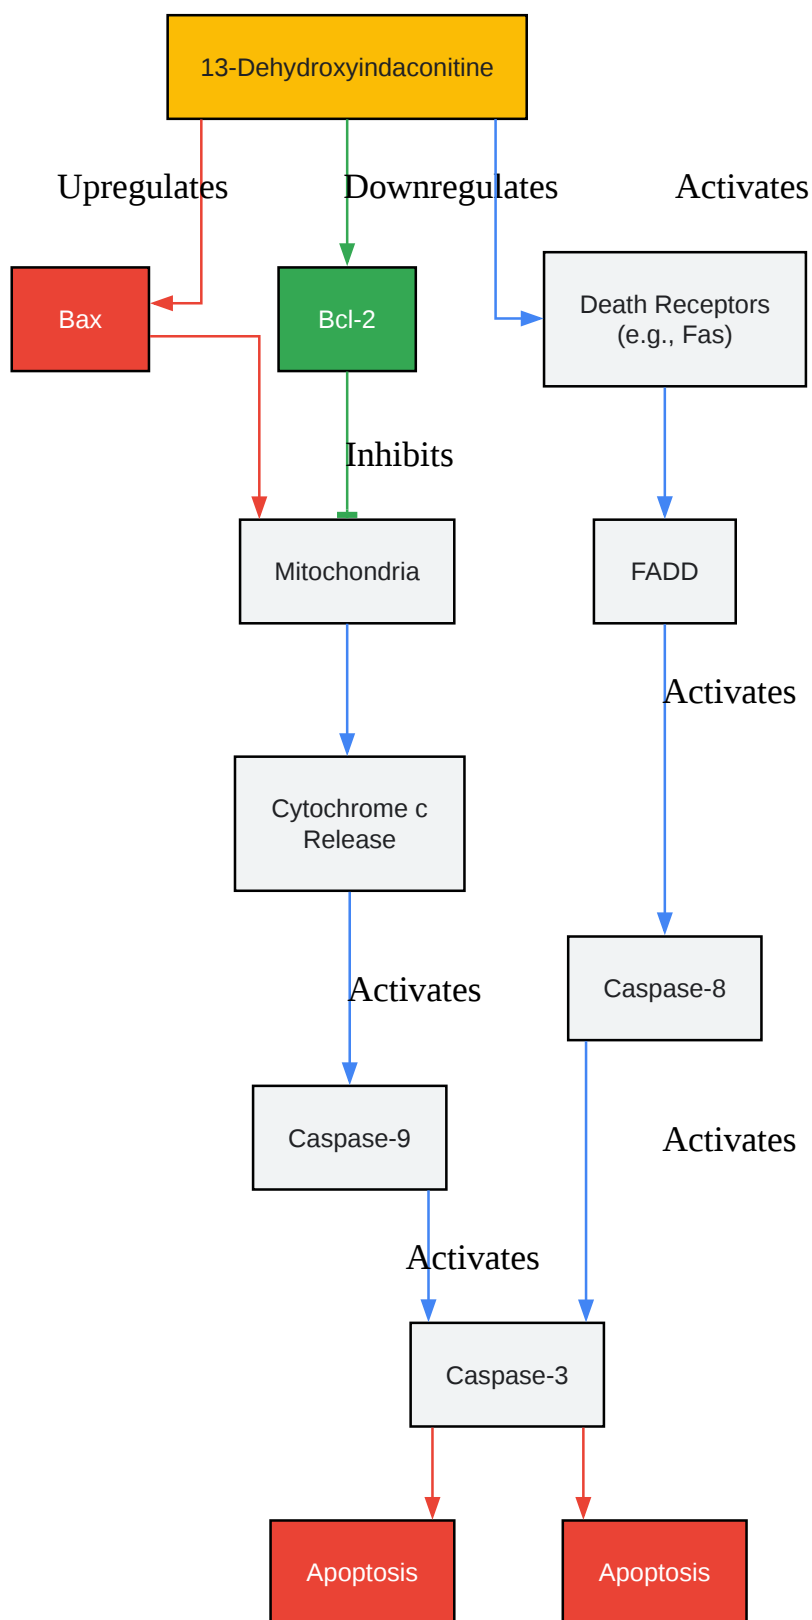 13-Dehydroxyindaconitine
Upregulates
Downregulates
Activates
Bax
Bcl-2
Death Receptors
(e.g., Fas)
Inhibits
Mitochondria
FADD
Activates
Cytochrome c
Release
Activates
Caspase-8
Caspase-9
Activates
Activates
Caspase-3
Apoptosis
Apoptosis